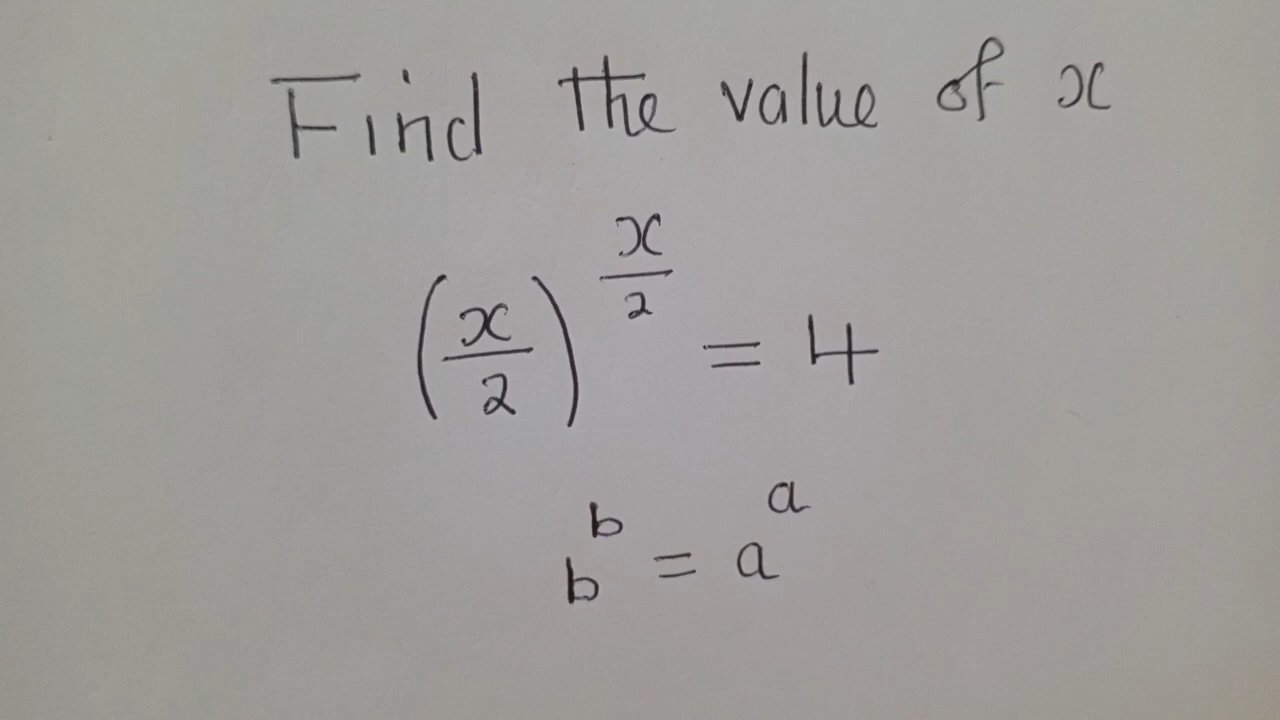 Find the value of x
(x/2)^(x/2) = 4
b^b = a^a